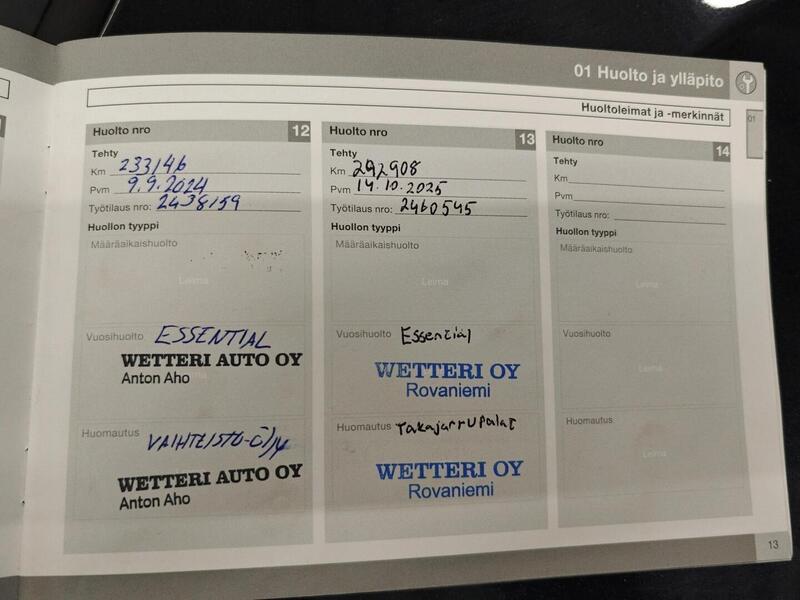 01 Huolto ja ylläpito
Huoltoleimat ja -merkinnät
01
Huolto nro 12
Tehty
Km 233146
Pvm 9.9.2024
Työtilaus nro: 2438159
Huollon tyyppi
Määräaikaishuolto
Leima
Vuosihuolto ESSENTIAL
WETTERI AUTO OY
Anton Aho
Huomautus VAIHTEISTO-ÖLJY
WETTERI AUTO OY
Anton Aho
Huolto nro 13
Tehty
Km 292908
Pvm 14.10.2025
Työtilaus nro: 2460545
Huollon tyyppi
Määräaikaishuolto
Leima
Vuosihuolto Essential
WETTERI OY
Rovaniemi
Huomautus Takajarrupalat
WETTERI OY
Rovaniemi
Huolto nro 14
Tehty
Km
Pvm
Työtilaus nro:
Huollon tyyppi
Määräaikaishuolto
Leima
Vuosihuolto
Leima
Huomautus
Leima
13